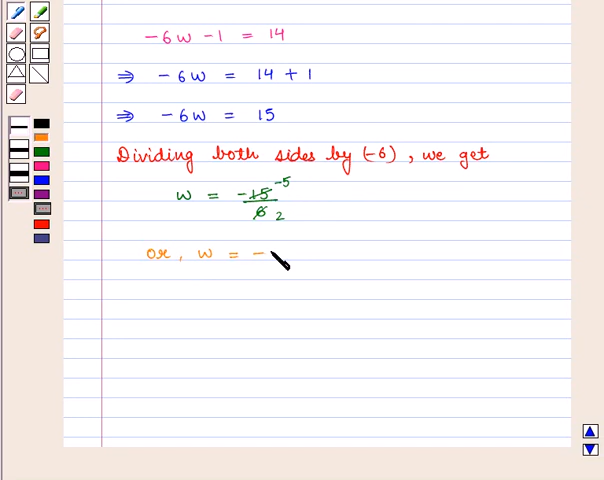 -6w -1 = 14
⇒ -6w = 14 + 1
⇒ -6w = 15
Dividing both sides by (-6), we get
w = -15/6 -5 2
or, w = -